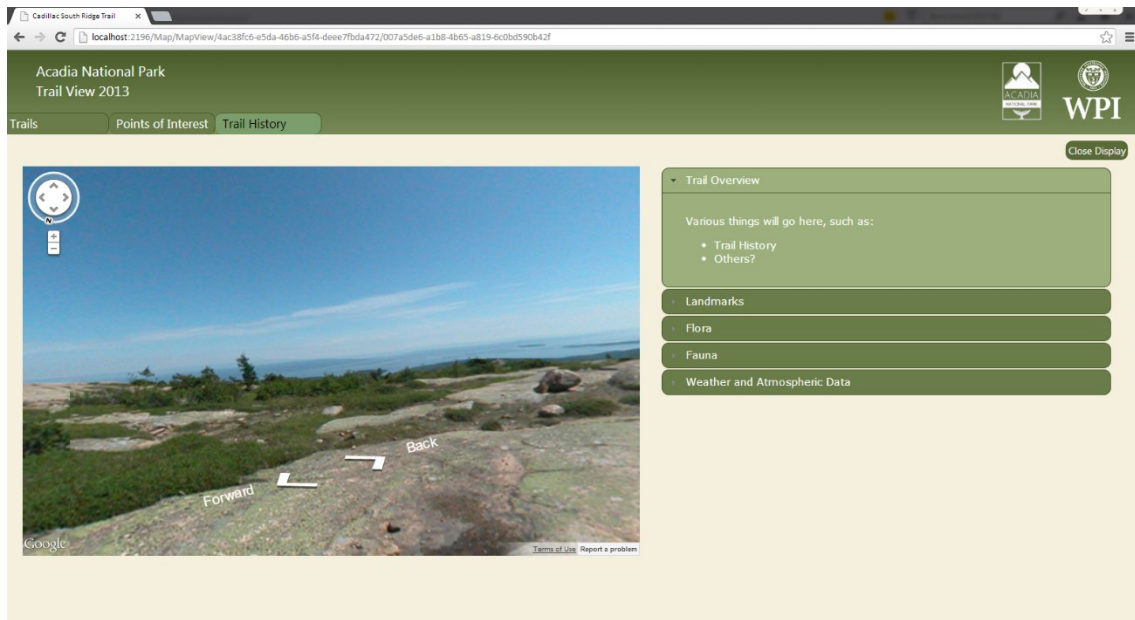 Cadillac South Ridge Trail
localhost:2196/Map/MapView/4ac38fc6-e5da-46b6-a5f4-deee7fbda472/007a5de6-a1b8-4b65-a819-6c0bd590b42f
Acadia National Park
Trail View 2013
ACADIA
NATIONAL PARK
WPI
Trails
Points of Interest
Trail History
Close Display
N
Back
Forward
Google
Terms of Use
Report a problem
Trail Overview
Various things will go here, such as:
• Trail History
• Others?
Landmarks
Flora
Fauna
Weather and Atmospheric Data